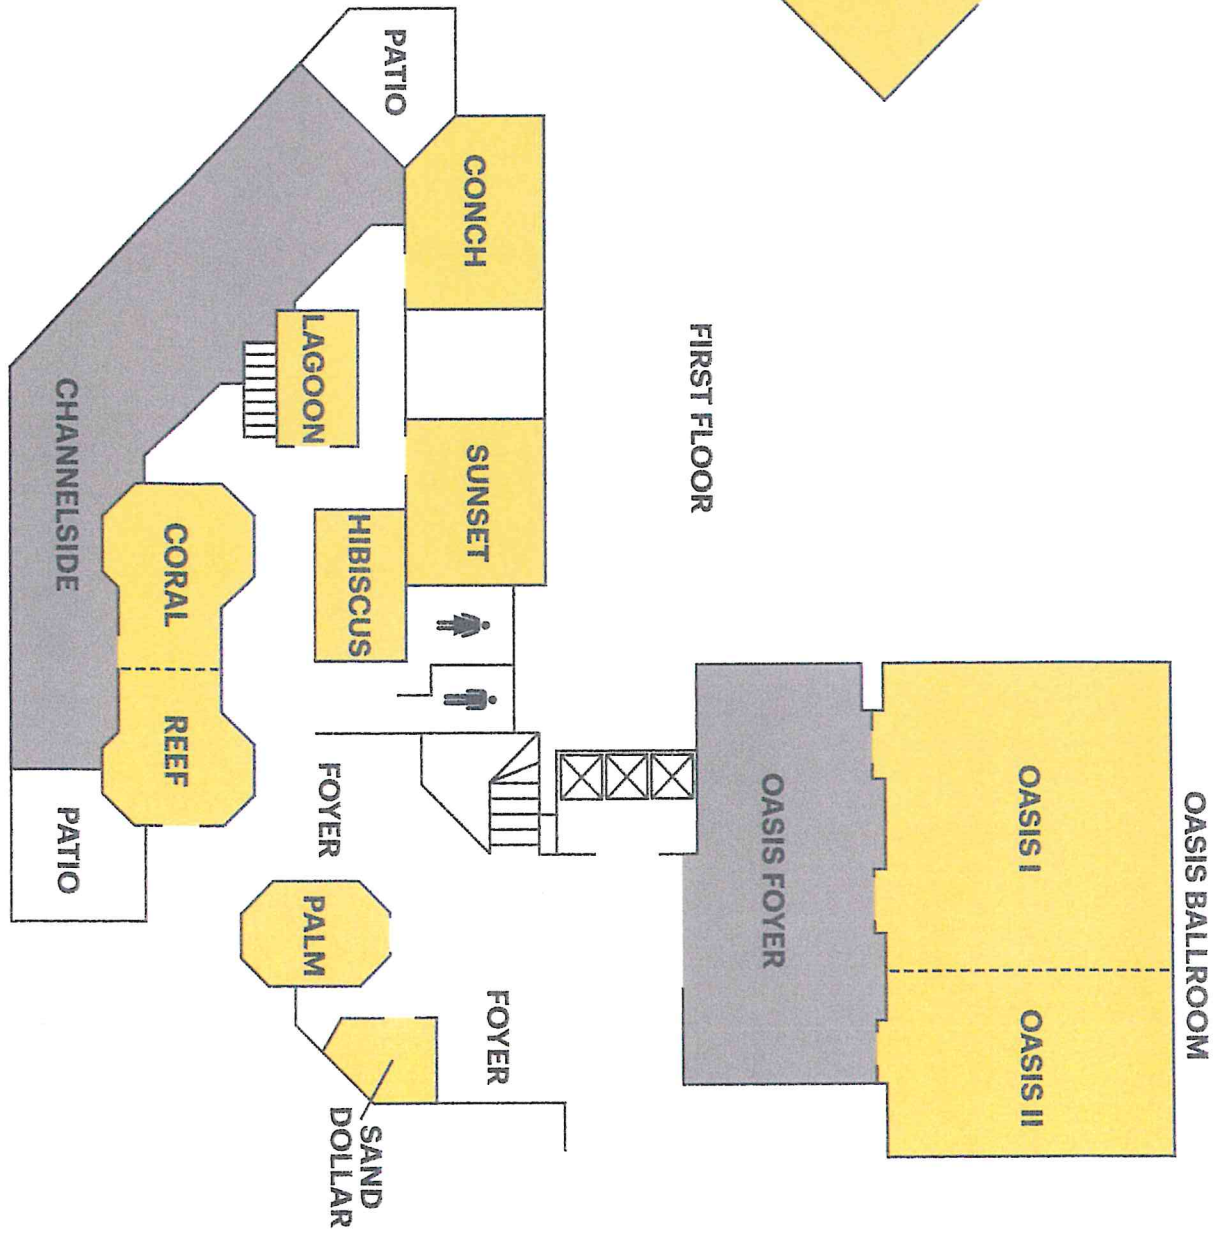 OASIS BALLROOM
OASIS I
OASIS II
OASIS FOYER
FIRST FLOOR
CONCH
SUNSET
FOYER
PATIO
HIBISCUS
SAND
DOLLAR
LAGOON
FOYER
PALM
CORAL
REEF
CHANNELSIDE
PATIO